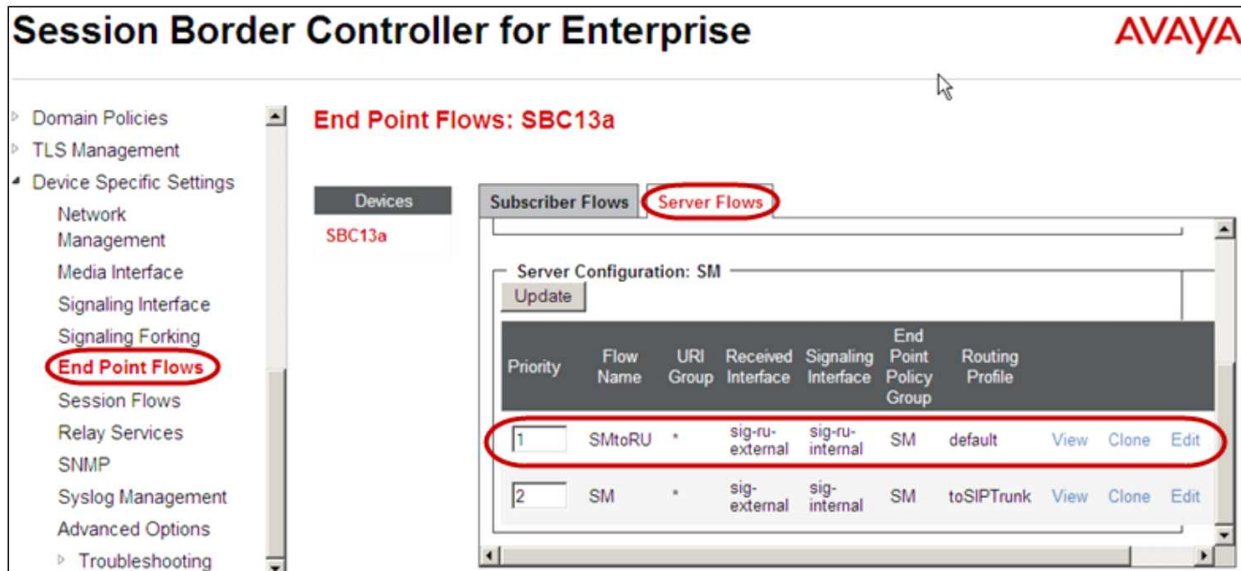 Session Border Controller for Enterprise
AVAYA
Domain Policies
TLS Management
Device Specific Settings
Network
Management
Media Interface
Signaling Interface
Signaling Forking
End Point Flows
Session Flows
Relay Services
SNMP
Syslog Management
Advanced Options
Troubleshooting
End Point Flows: SBC13a
Devices
SBC13a
Subscriber Flows Server Flows
Server Configuration: SM
Update
Priority Flow Name URI Group Received Interface Signaling Interface End Point Policy Group Routing Profile
1 SMtoRU * sig-ru-external sig-ru-internal SM default View Clone Edit
2 SM * sig-external sig-internal SM toSIPTrunk View Clone Edit